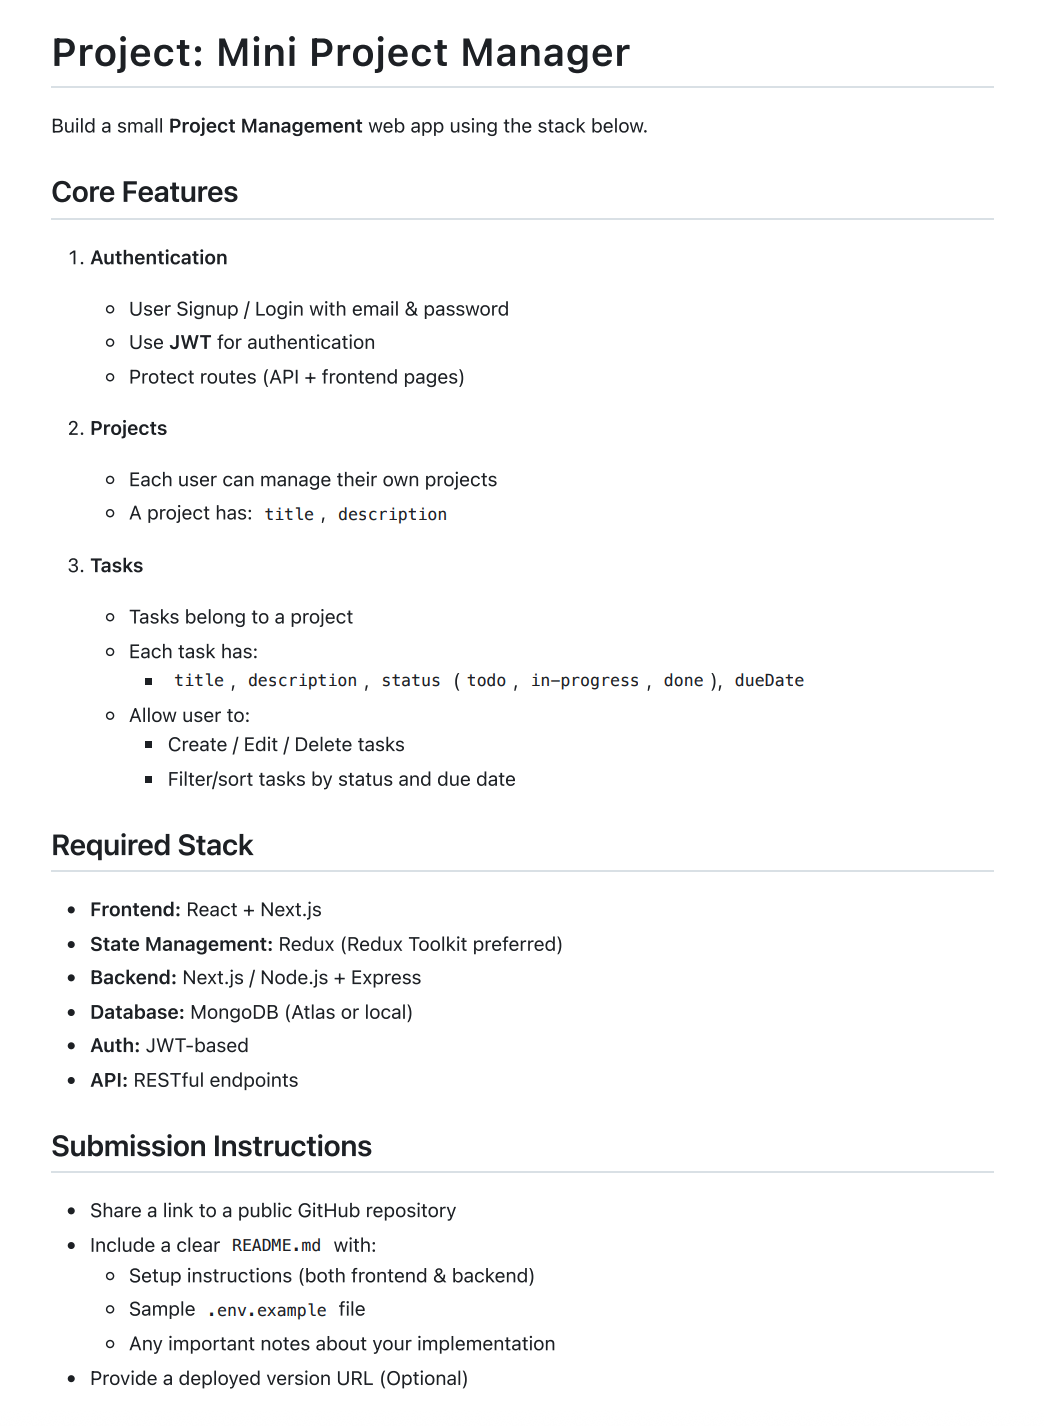 Project: Mini Project Manager
Build a small Project Management web app using the stack below.
Core Features
1. Authentication
User Signup / Login with email & password
Use JWT for authentication
Protect routes (API + frontend pages)
2. Projects
Each user can manage their own projects
A project has: title, description
3. Tasks
Tasks belong to a project
Each task has:
title, description, status (todo, in-progress, done), dueDate
Allow user to:
Create / Edit / Delete tasks
Filter/sort tasks by status and due date
Required Stack
Frontend: React + Next.js
State Management: Redux (Redux Toolkit preferred)
Backend: Next.js / Node.js + Express
Database: MongoDB (Atlas or local)
Auth: JWT-based
API: RESTful endpoints
Submission Instructions
Share a link to a public GitHub repository
Include a clear README.md with:
Setup instructions (both frontend & backend)
Sample .env.example file
Any important notes about your implementation
Provide a deployed version URL (Optional)